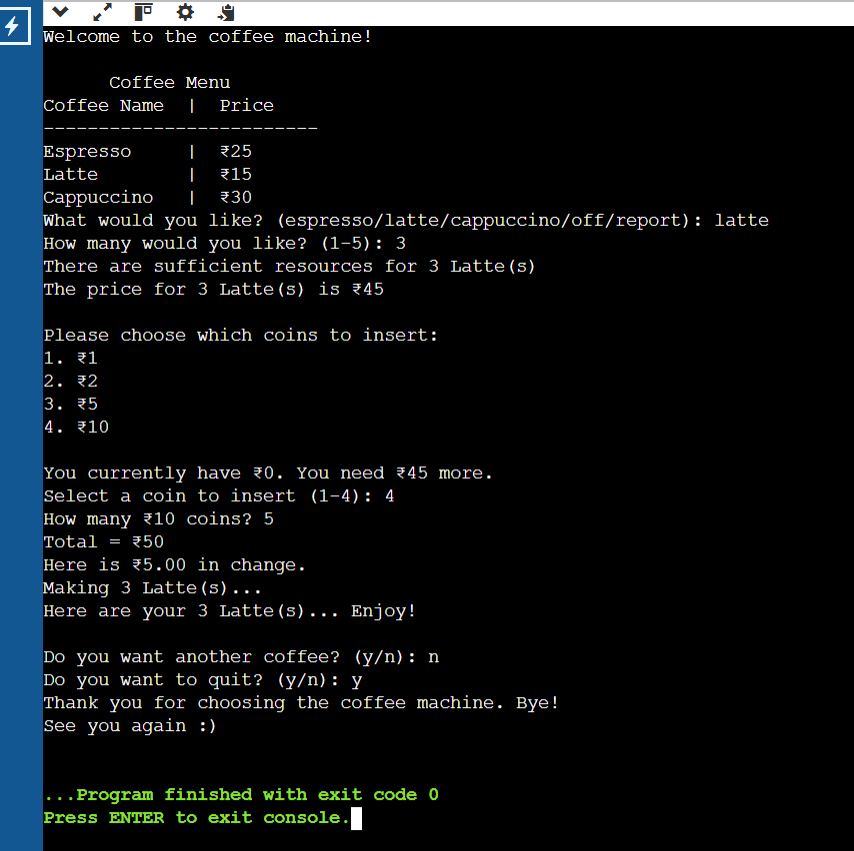 Welcome to the coffee machine!
Coffee Menu
Coffee Name | Price
-------------------------
Espresso | ₹25
Latte | ₹15
Cappuccino | ₹30
What would you like? (espresso/latte/cappuccino/off/report): latte
How many would you like? (1-5): 3
There are sufficient resources for 3 Latte(s)
The price for 3 Latte(s) is ₹45
Please choose which coins to insert:
1. ₹1
2. ₹2
3. ₹5
4. ₹10
You currently have ₹0. You need ₹45 more.
Select a coin to insert (1-4): 4
How many ₹10 coins? 5
Total = ₹50
Here is ₹5.00 in change.
Making 3 Latte(s)...
Here are your 3 Latte(s)... Enjoy!
Do you want another coffee? (y/n): n
Do you want to quit? (y/n): y
Thank you for choosing the coffee machine. Bye!
See you again :)
...Program finished with exit code 0
Press ENTER to exit console.